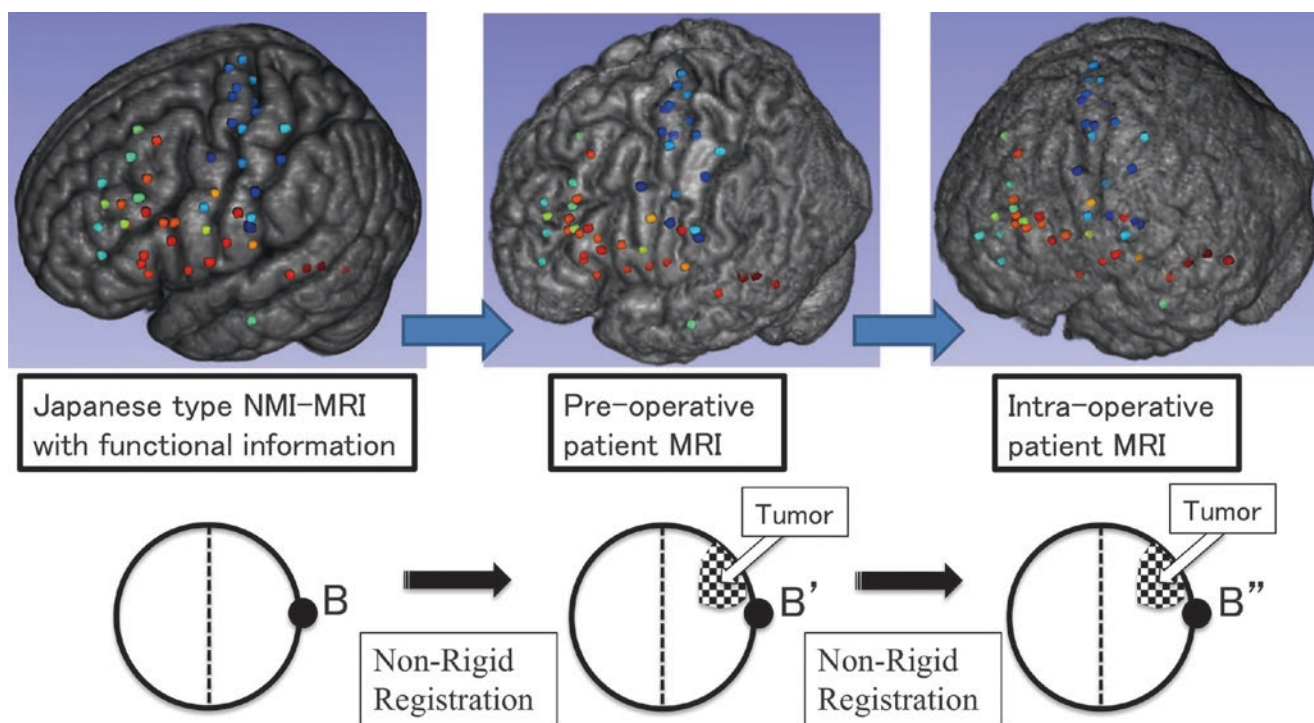 Japanese type NMI-MRI
with functional information
Pre-operative
patient MRI
Intra-operative
patient MRI
Tumor
Tumor
B
B’
B”
Non-Rigid
Registration
Non-Rigid
Registration